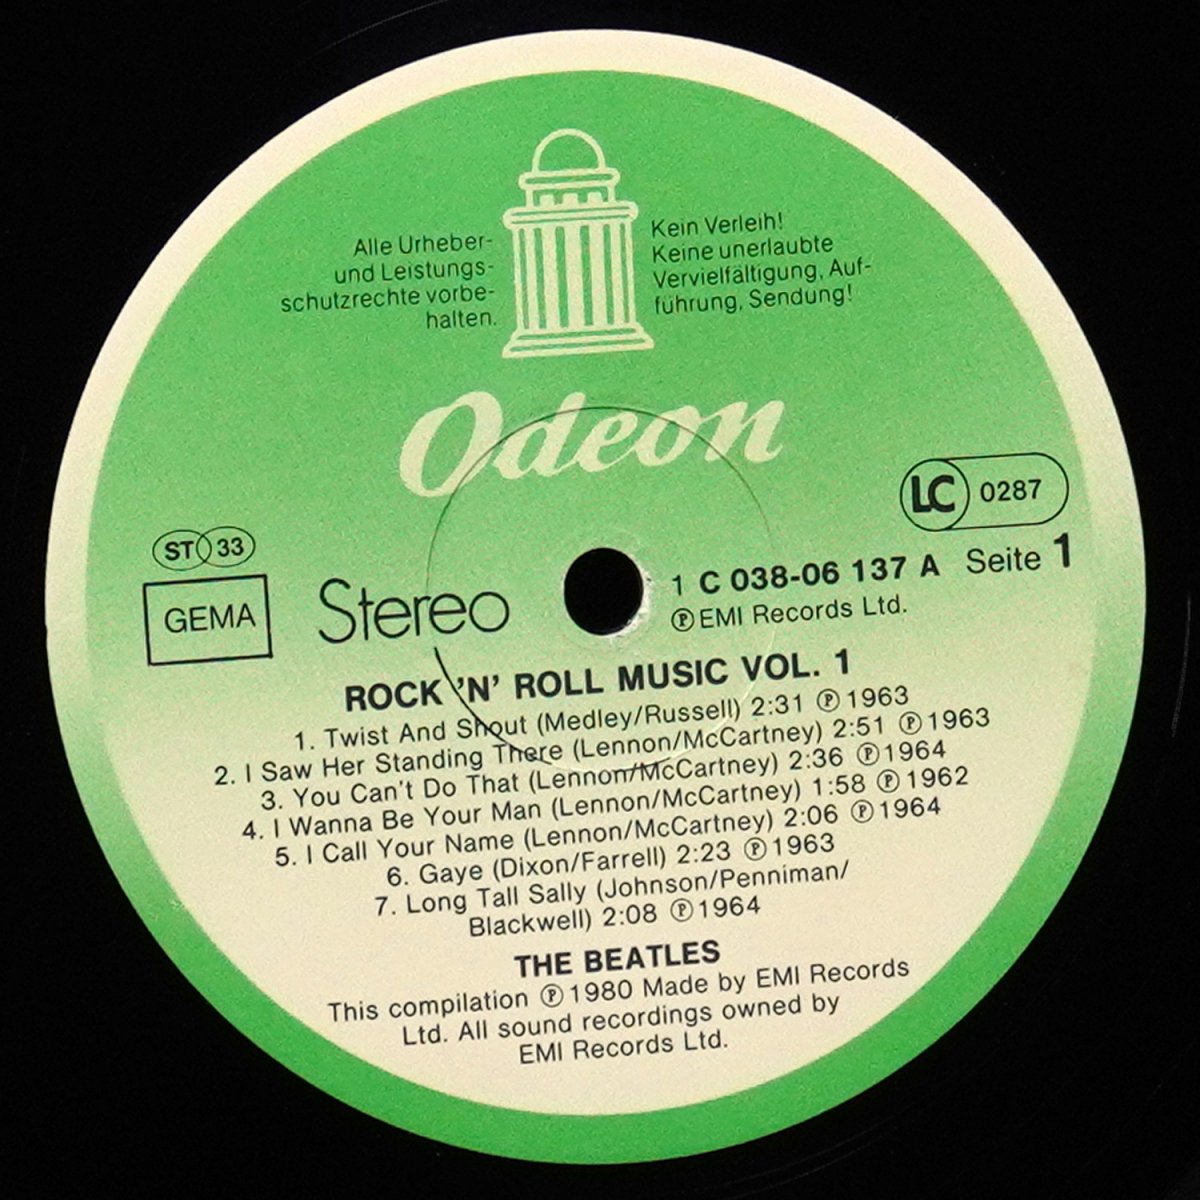 Alle Urheber-
und Leistungs-
schutzrechte vorbe-
halten.
Kein Verleih!
Keine unerlaubte
Vervielfältigung, Auf-
führung, Sendung!
Odeon
LC 0287
ST 33
GEMA
Stereo
1 C 038-06 137 A Seite 1
℗ EMI Records Ltd.
ROCK 'N' ROLL MUSIC VOL. 1
1. Twist And Shout (Medley/Russell) 2:31 ℗ 1963
2. I Saw Her Standing There (Lennon/McCartney) 2:51 ℗ 1963
3. You Can't Do That (Lennon/McCartney) 2:36 ℗ 1964
4. I Wanna Be Your Man (Lennon/McCartney) 1:58 ℗ 1962
5. I Call Your Name (Lennon/McCartney) 2:06 ℗ 1964
6. Gaye (Dixon/Farrell) 2:23 ℗ 1963
7. Long Tall Sally (Johnson/Penniman/
Blackwell) 2:08 ℗ 1964
THE BEATLES
This compilation ℗ 1980 Made by EMI Records
Ltd. All sound recordings owned by
EMI Records Ltd.